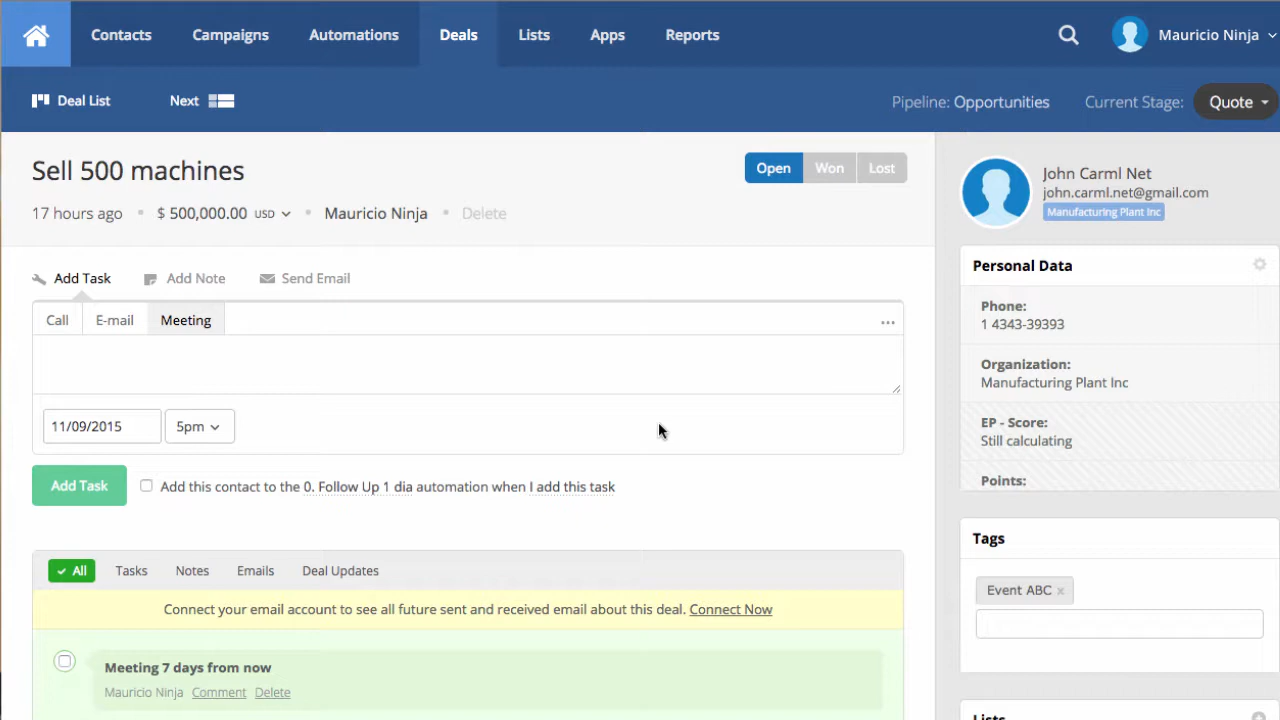 Contacts Campaigns Automations Deals Lists Apps Reports Mauricio Ninja
Deal List Next Pipeline: Opportunities Current Stage: Quote
Sell 500 machines Open Won Lost
17 hours ago $ 500,000.00 USD Mauricio Ninja Delete
John Carml Net
john.carml.net@gmail.com
Manufacturing Plant Inc
Add Task Add Note Send Email
Call E-mail Meeting ...
11/09/2015 5pm
Add Task Add this contact to the 0. Follow Up 1 dia automation when I add this task
All Tasks Notes Emails Deal Updates
Connect your email account to see all future sent and received email about this deal. Connect Now
Meeting 7 days from now
Mauricio Ninja Comment Delete
Personal Data
Phone:
1 4343-39393
Organization:
Manufacturing Plant Inc
EP - Score:
Still calculating
Points:
Tags
Event ABC ×
Lists